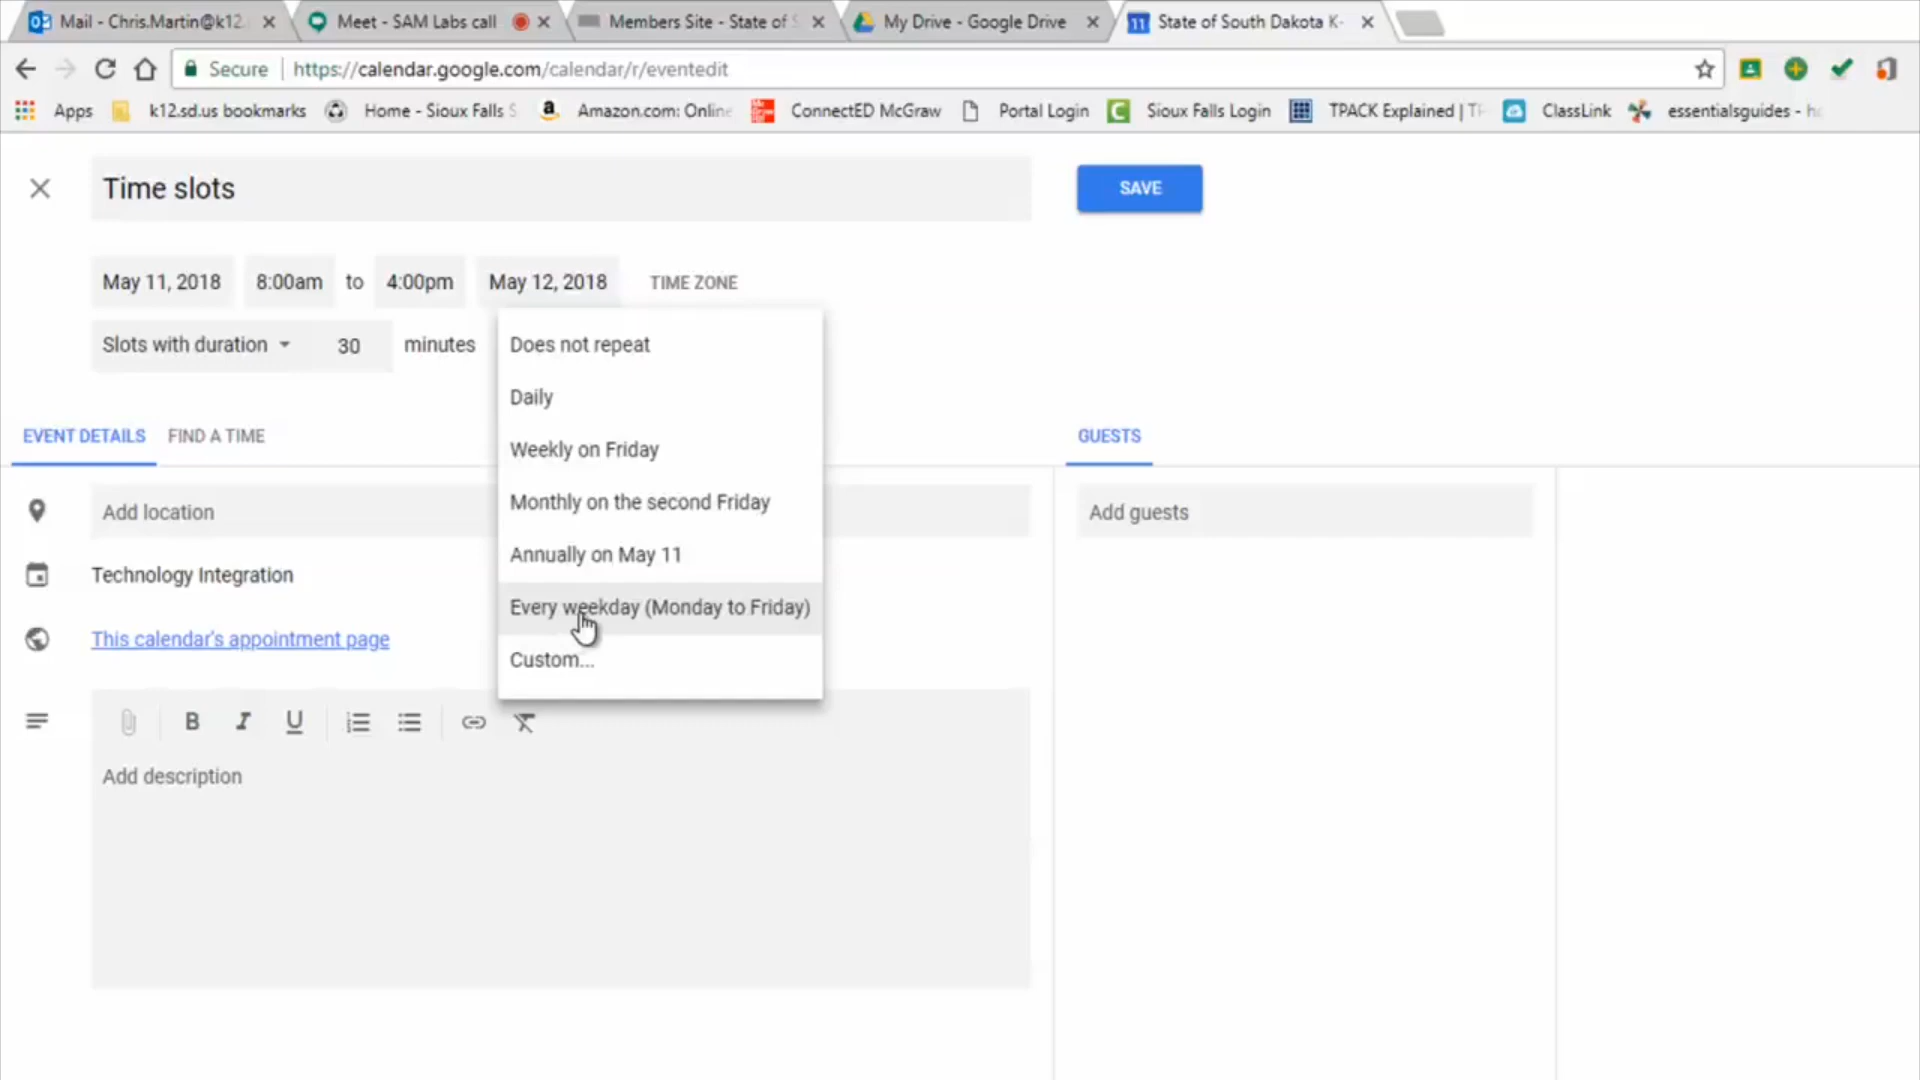 Mail - Chris.Martin@k12.
Meet - SAM Labs call
Members Site - State of S
My Drive - Google Drive
State of South Dakota K-
Secure https://calendar.google.com/calendar/r/eventedit
Apps k12.sd.us bookmarks Home - Sioux Falls S Amazon.com: Online ConnectED McGraw Portal Login Sioux Falls Login TPACK Explained | TP ClassLink essentialsguides - ho
Time slots SAVE
May 11, 2018 8:00am to 4:00pm May 12, 2018 TIME ZONE
Slots with duration 30 minutes
Does not repeat
Daily
Weekly on Friday
Monthly on the second Friday
Annually on May 11
Every weekday (Monday to Friday)
Custom...
EVENT DETAILS FIND A TIME GUESTS
Add location Add guests
Technology Integration
This calendar's appointment page
B I U
Add description